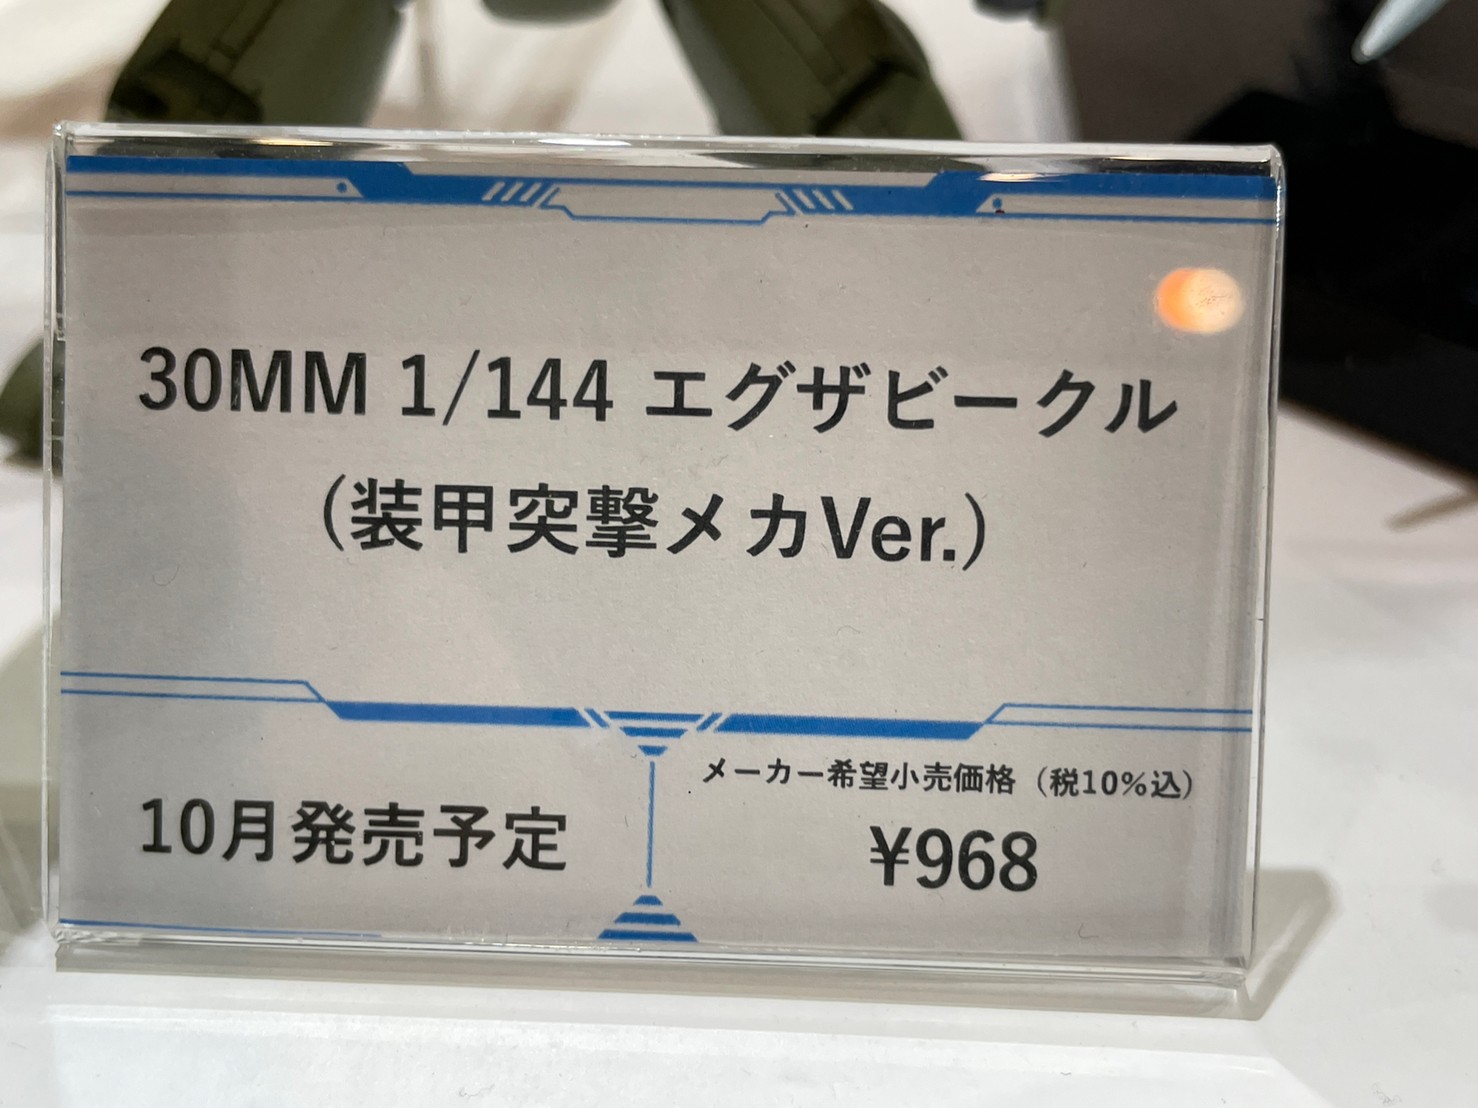 30MM 1/144 エグザビークル
(装甲突撃メカVer.)
10月発売予定
メーカー希望小売価格（税10%込）
¥968